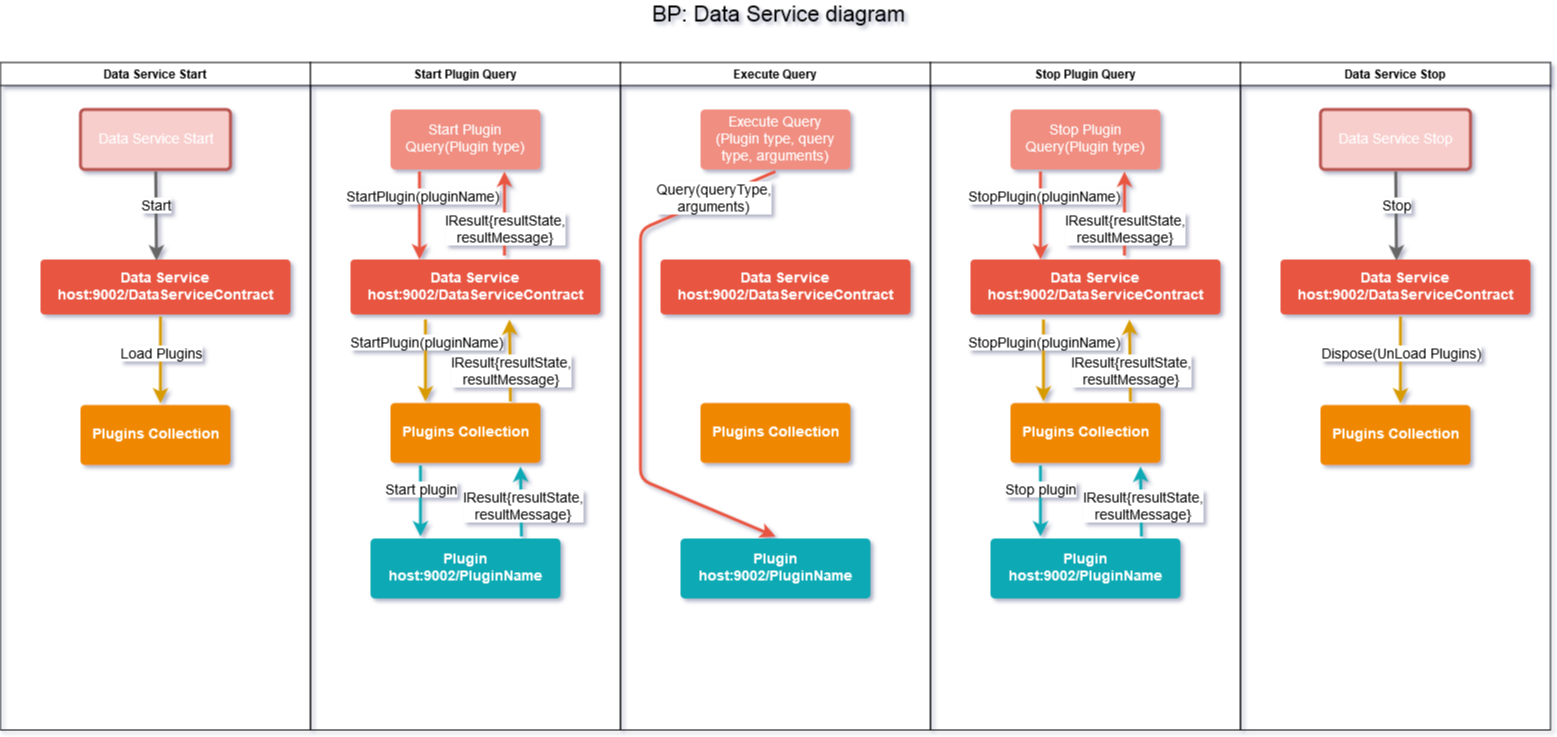 BP: Data Service diagram
Data Service Start
Start Plugin Query
Execute Query
Stop Plugin Query
Data Service Stop
Data Service Start
Start
Data Service
host:9002/DataServiceContract
Load Plugins
Plugins Collection
Start Plugin
Query(Plugin type)
StartPlugin(pluginName)
IResult{resultState,
resultMessage}
Data Service
host:9002/DataServiceContract
StartPlugin(pluginName)
IResult{resultState,
resultMessage}
Plugins Collection
Start plugin
IResult{resultState,
resultMessage}
Plugin
host:9002/PluginName
Execute Query
(Plugin type, query
type, arguments)
Query(queryType,
arguments)
Data Service
host:9002/DataServiceContract
Plugins Collection
Plugin
host:9002/PluginName
Stop Plugin
Query(Plugin type)
StopPlugin(pluginName)
IResult{resultState,
resultMessage}
Data Service
host:9002/DataServiceContract
StopPlugin(pluginName)
IResult{resultState,
resultMessage}
Plugins Collection
Stop plugin
IResult{resultState,
resultMessage}
Plugin
host:9002/PluginName
Data Service Stop
Stop
Data Service
host:9002/DataServiceContract
Dispose(UnLoad Plugins)
Plugins Collection